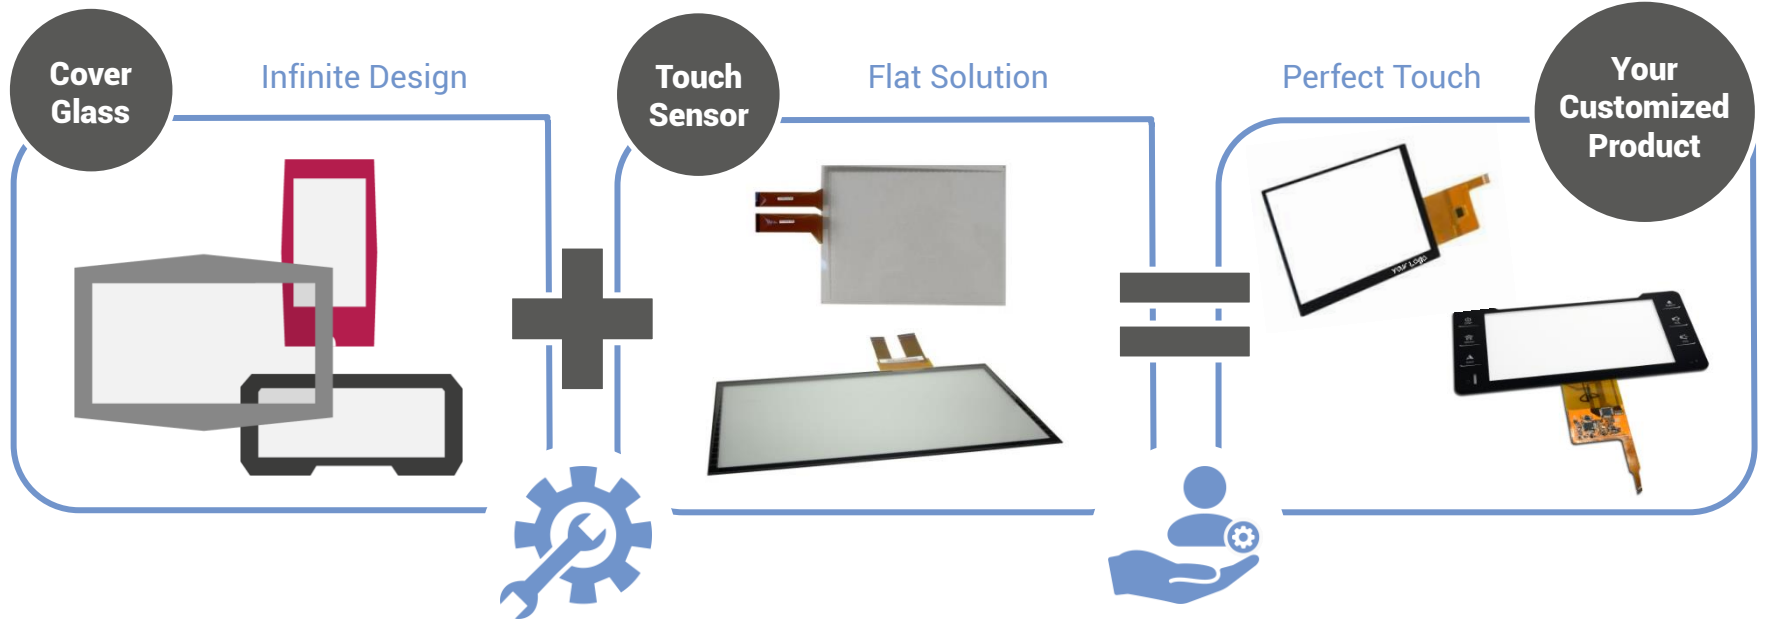 Cover
Glass
Infinite Design
Touch
Sensor
Flat Solution
Perfect Touch
Your
Customized
Product
Your Logo